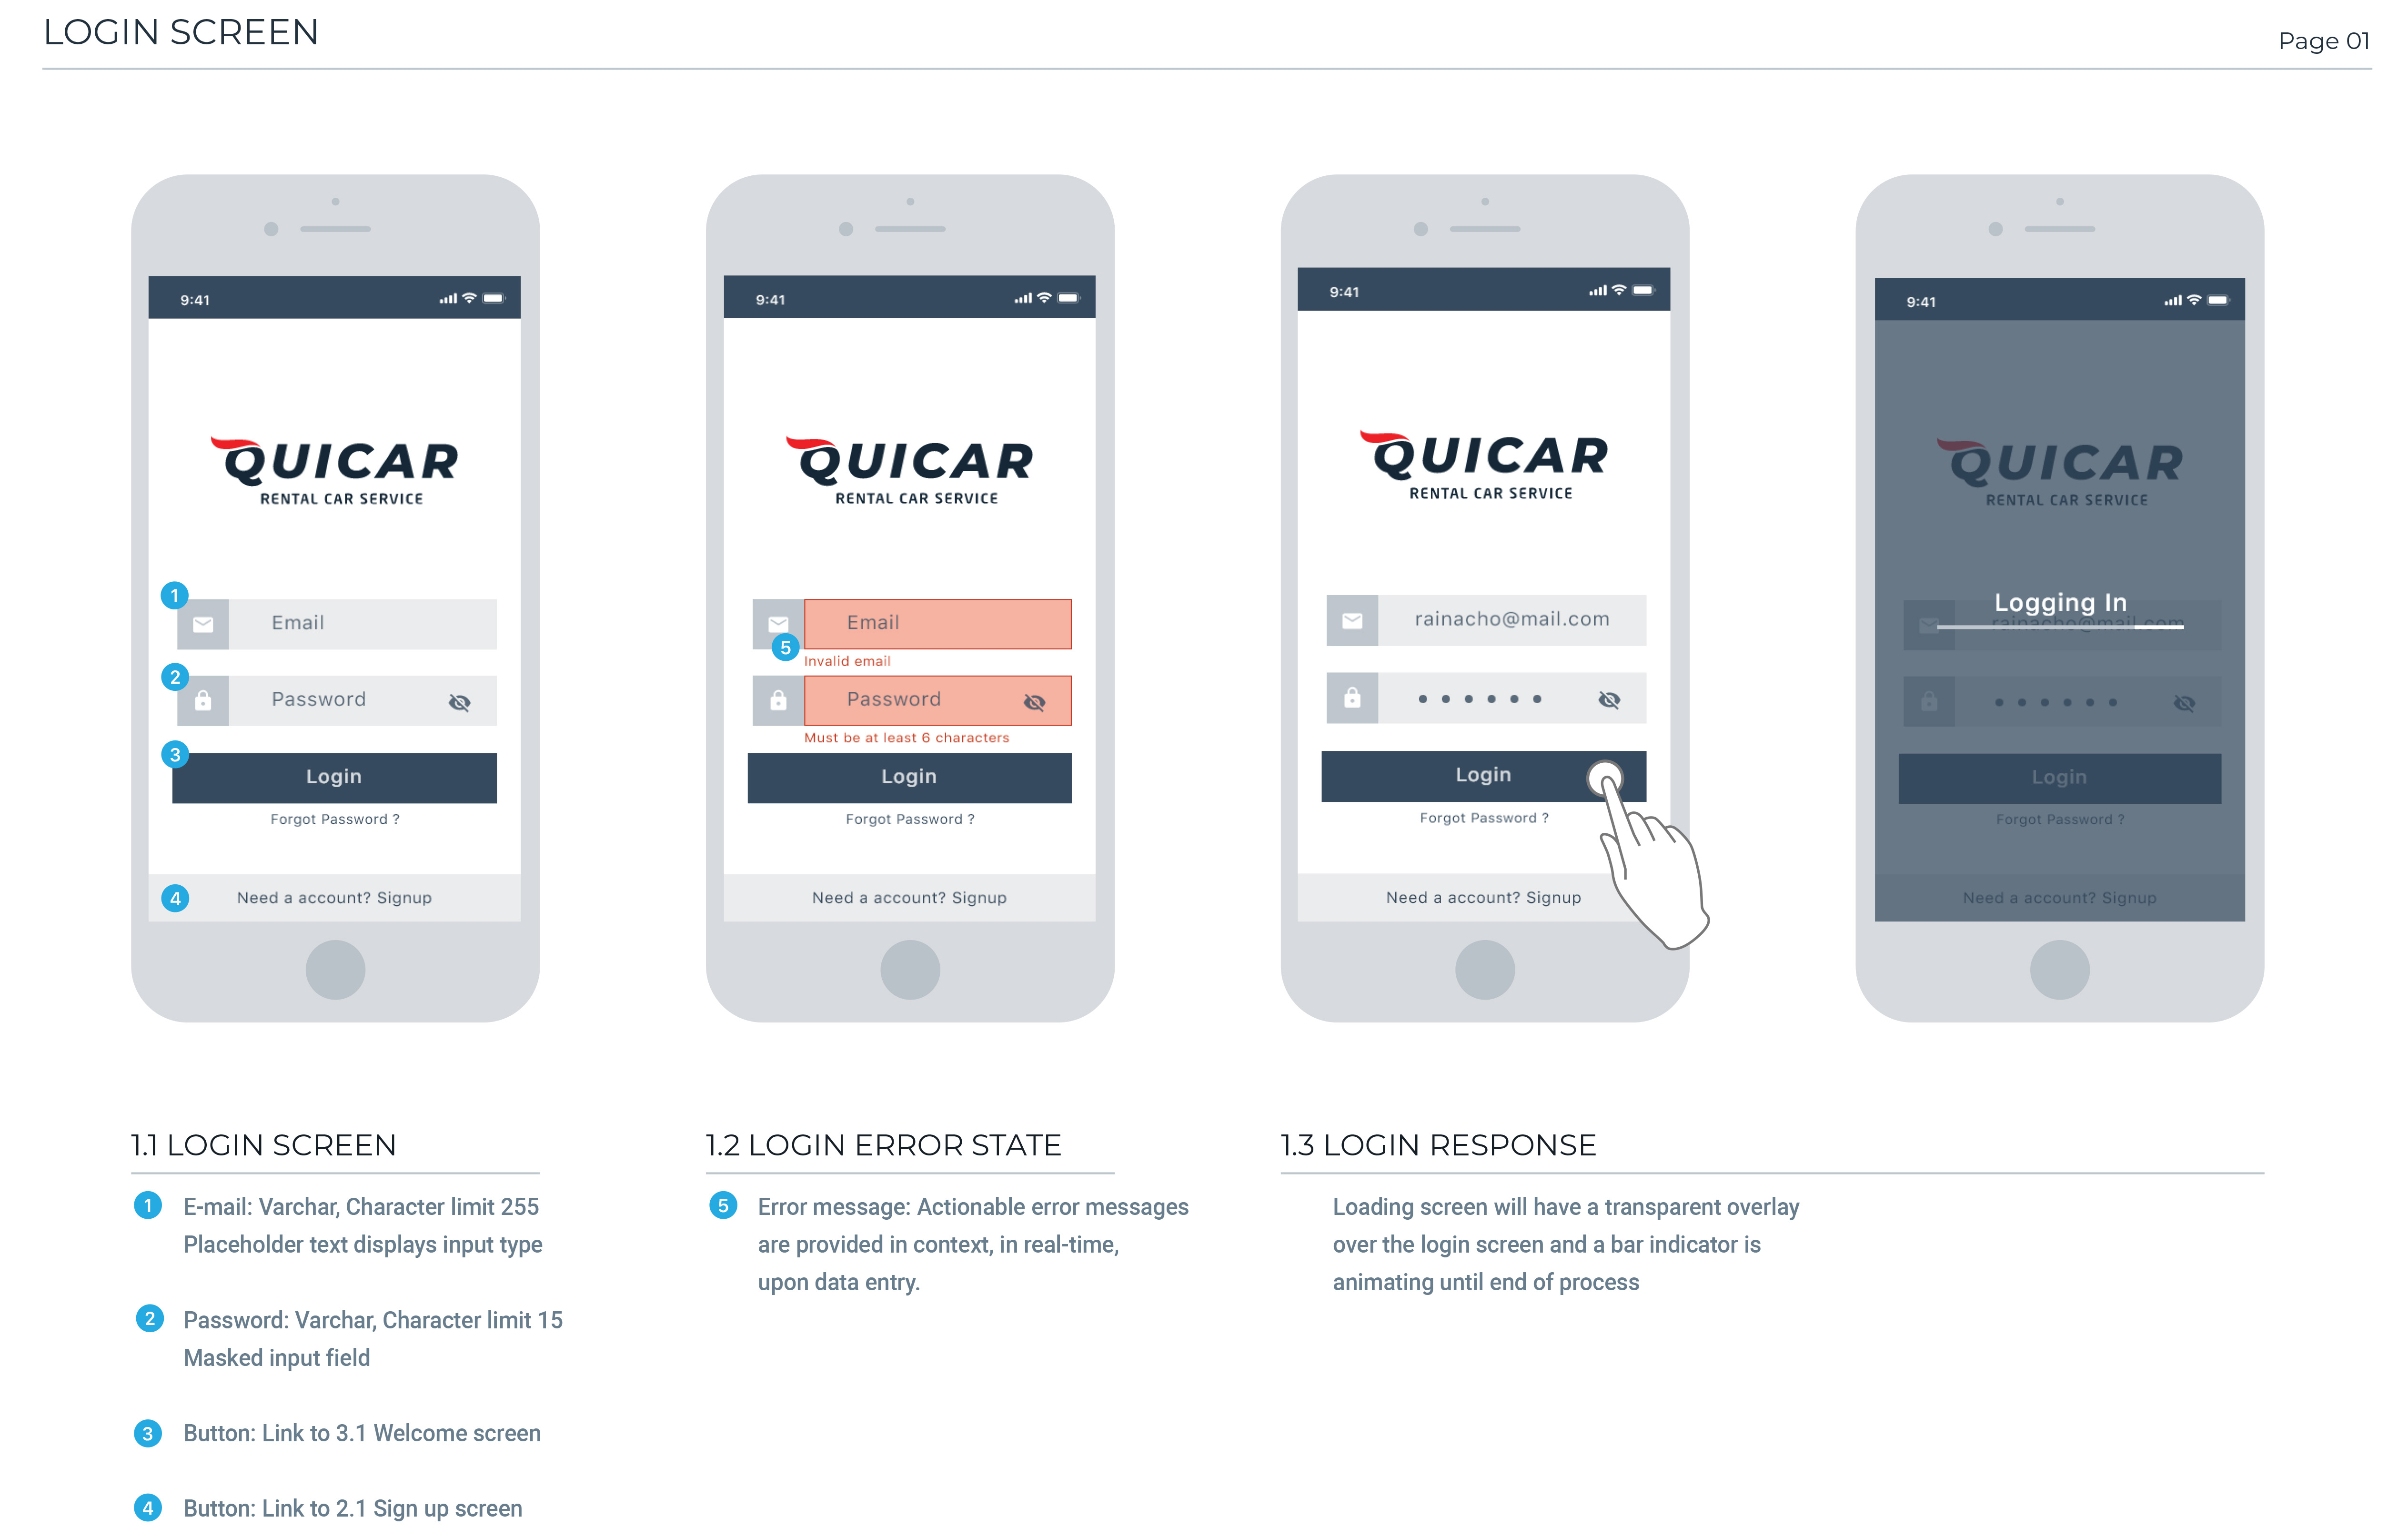 LOGIN SCREEN
Page 01
9:41
QUICAR
RENTAL CAR SERVICE
1
Email
2
Password
3
Login
Forgot Password ?
4
Need a account? Signup
9:41
QUICAR
RENTAL CAR SERVICE
Email
5
Invalid email
Password
Must be at least 6 characters
Login
Forgot Password ?
Need a account? Signup
9:41
QUICAR
RENTAL CAR SERVICE
rainacho@mail.com
Login
Forgot Password ?
Need a account? Signup
9:41
QUICAR
RENTAL CAR SERVICE
Logging In
rainacho@mail.com
Login
Forgot Password ?
Need a account? Signup
1.1 LOGIN SCREEN
1 E-mail: Varchar, Character limit 255
Placeholder text displays input type
2 Password: Varchar, Character limit 15
Masked input field
3 Button: Link to 3.1 Welcome screen
4 Button: Link to 2.1 Sign up screen
1.2 LOGIN ERROR STATE
5 Error message: Actionable error messages
are provided in context, in real-time,
upon data entry.
1.3 LOGIN RESPONSE
Loading screen will have a transparent overlay
over the login screen and a bar indicator is
animating until end of process